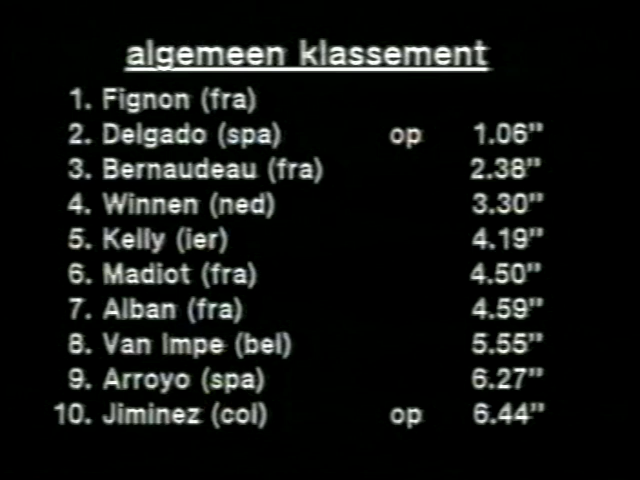 algemeen klassement
1. Fignon (fra)
2. Delgado (spa) op 1.06"
3. Bernaudeau (fra) 2.38"
4. Winnen (ned) 3.30"
5. Kelly (ier) 4.19"
6. Madiot (fra) 4.50"
7. Alban (fra) 4.59"
8. Van Impe (bel) 5.55"
9. Arroyo (spa) 6.27"
10. Jiminez (col) op 6.44"